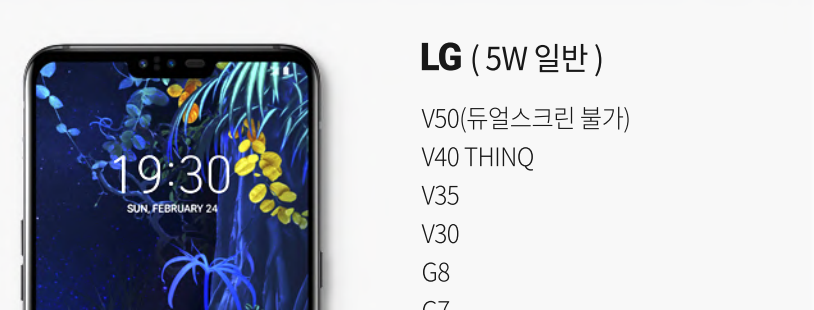 19:30
SUN, FEBRUARY 24
LG ( 5W 일반 )
V50(듀얼스크린 불가)
V40 THINQ
V35
V30
G8